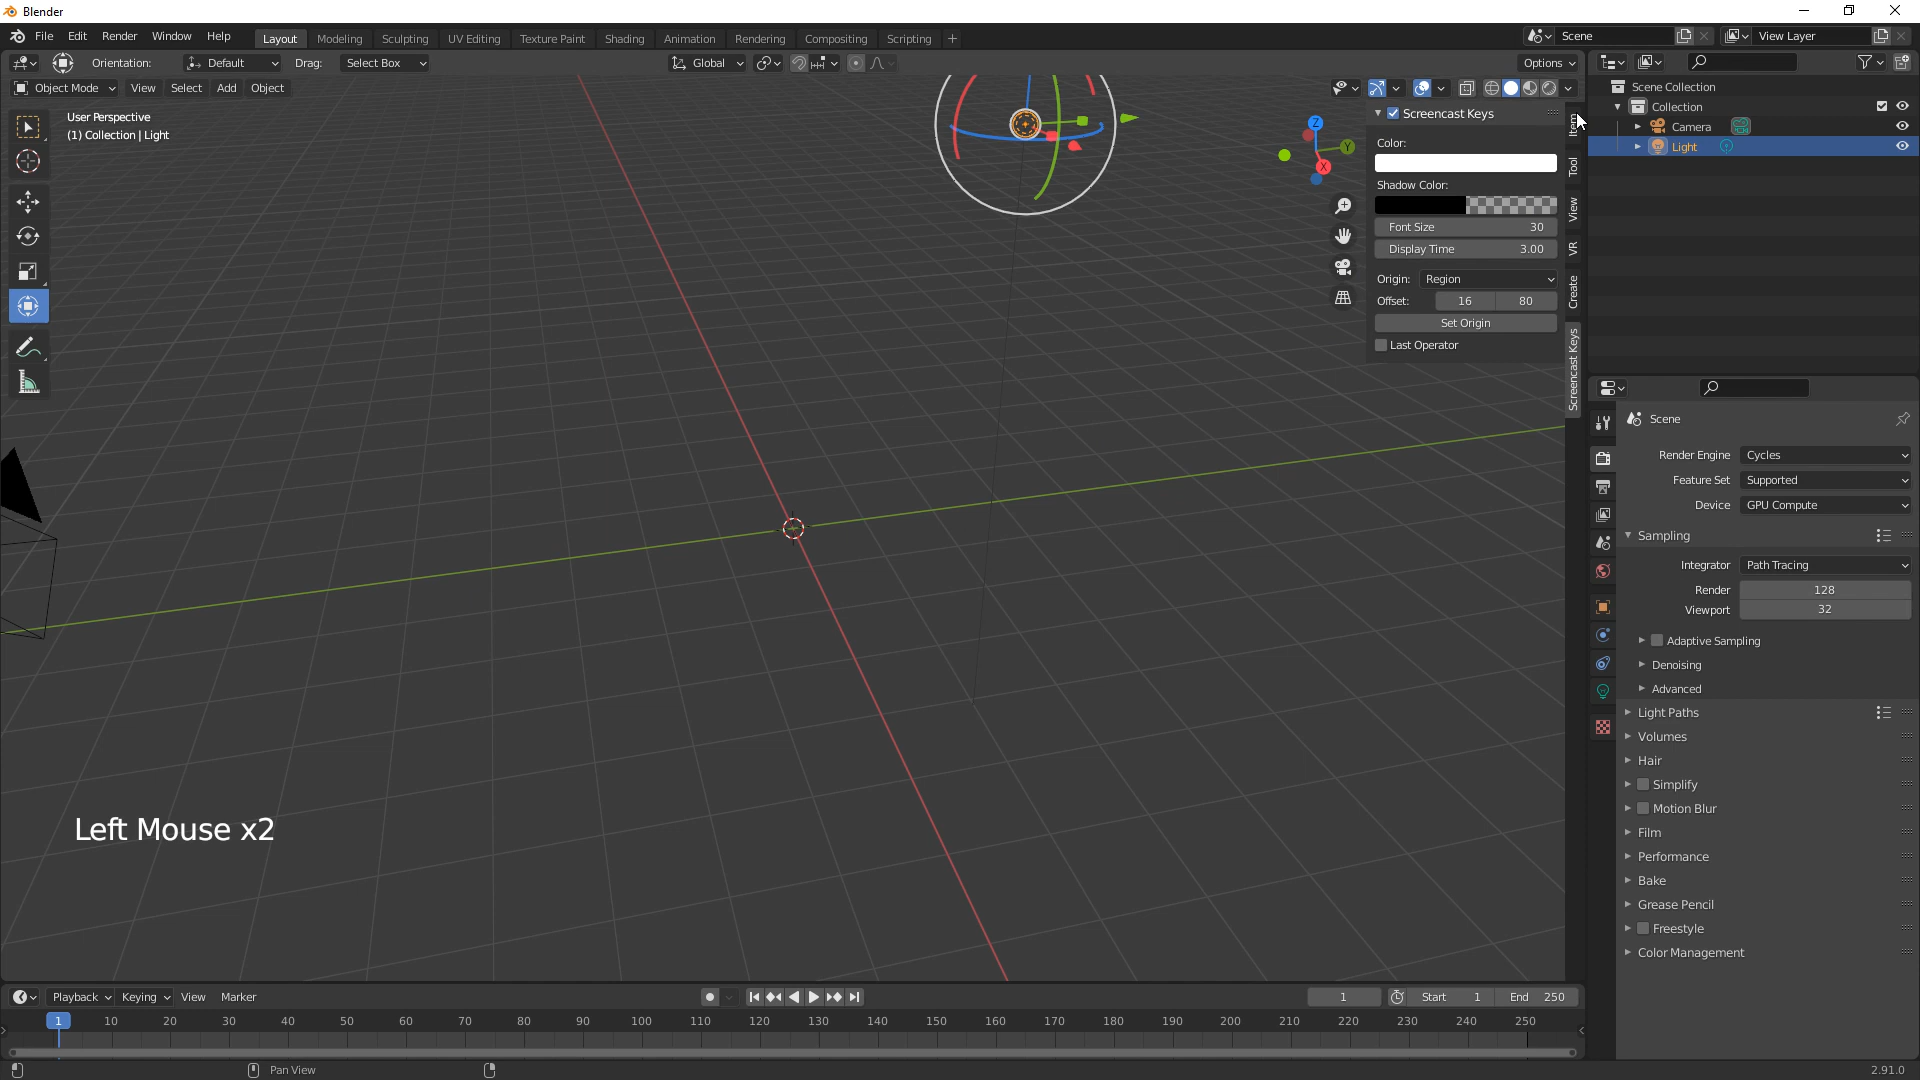 Blender
File Edit Render Window Help Layout Modeling Sculpting UV Editing Texture Paint Shading Animation Rendering Compositing Scripting + Scene View Layer
Orientation: Default Drag: Select Box Global Options
Object Mode View Select Add Object
User Perspective
(1) Collection | Light
Z
Y
X
Screencast Keys
Color:
Shadow Color:
Font Size 30
Display Time 3.00
Origin: Region
Offset: 16 80
Set Origin
Last Operator
Item
Tool
View
VR
Create
Screencast Keys
Scene Collection
Collection
Camera
Light
Scene
Render Engine Cycles
Feature Set Supported
Device GPU Compute
Sampling
Integrator Path Tracing
Render 128
Viewport 32
Adaptive Sampling
Denoising
Advanced
Light Paths
Volumes
Hair
Simplify
Motion Blur
Film
Performance
Bake
Grease Pencil
Freestyle
Color Management
Left Mouse x2
Playback Keying View Marker 1 Start 1 End 250
1 10 20 30 40 50 60 70 80 90 100 110 120 130 140 150 160 170 180 190 200 210 220 230 240 250
Pan View 2.91.0